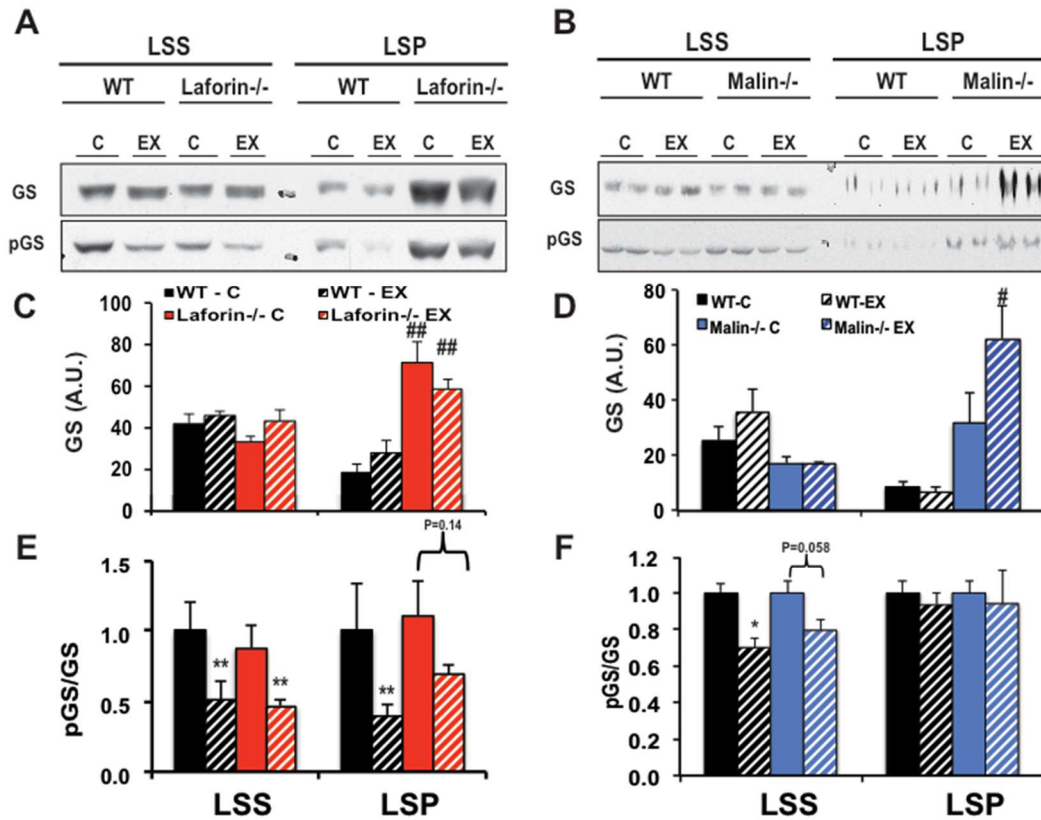 A
LSS LSP
WT Laforin-/- WT Laforin-/-
C EX C EX C EX C EX
GS
pGS
B
LSS LSP
WT Malin-/- WT Malin-/-
C EX C EX C EX C EX
GS
pGS
C
WT - C WT - EX
Laforin-/- C Laforin-/- EX
GS (A.U.)
100
80
60
40
20
0
## ##
D
WT-C WT-EX
Malin-/- C Malin-/- EX
GS (A.U.)
80
60
40
20
0
#
E
pGS/GS
1.5
1.0
0.5
0.0
** ** **
P=0.14
LSS LSP
F
pGS/GS
1.2
1.0
0.8
0.6
0.4
0.2
0.0
*
P=0.058
LSS LSP